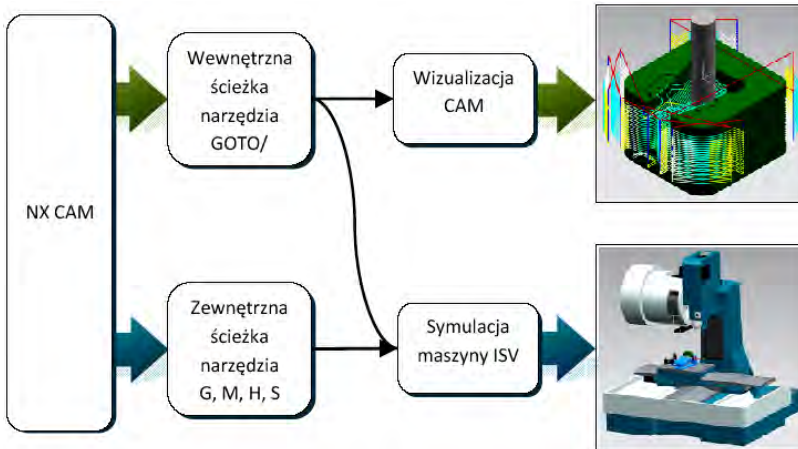 NX CAM
Wewnętrzna
ścieżka
narzędzia
GOTO/
Wizualizacja
CAM
Zewnętrzna
ścieżka
narzędzia
G, M, H, S
Symulacja
maszyny ISV